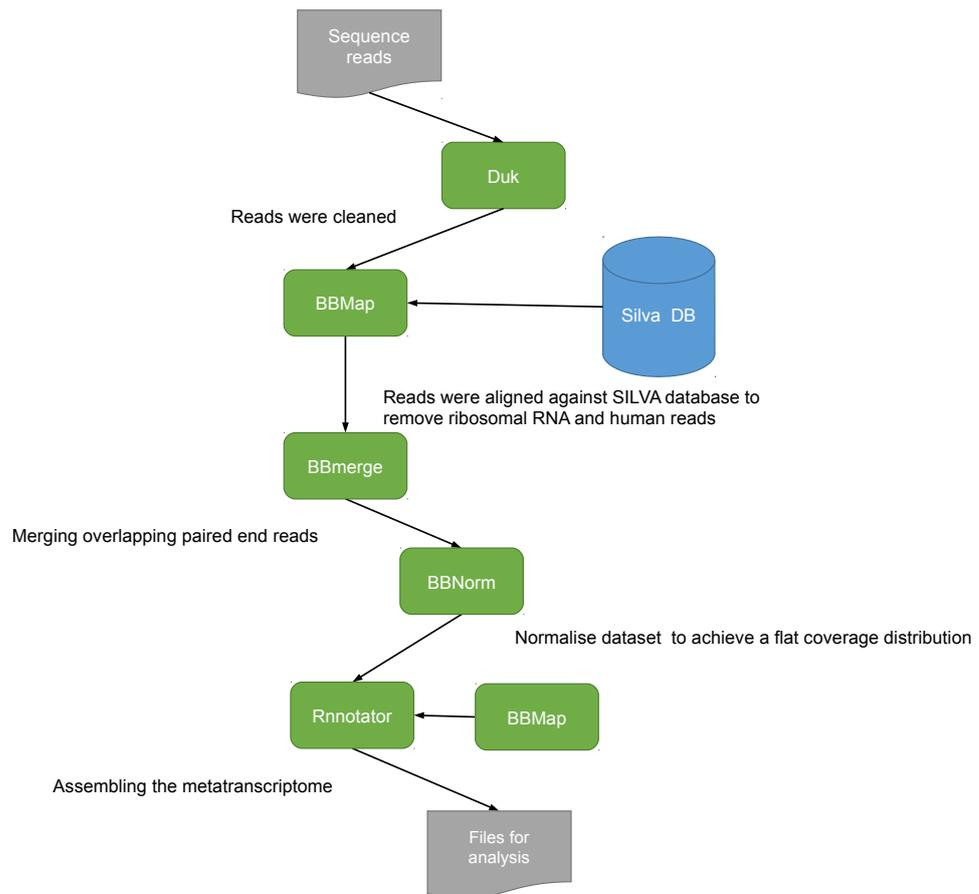 Sequence
reads
Duk
Reads were cleaned
BBMap
Silva DB
Reads were aligned against SILVA database to
remove ribosomal RNA and human reads
BBmerge
Merging overlapping paired end reads
BBNorm
Normalise dataset to achieve a flat coverage distribution
Rnnotator
BBMap
Assembling the metatranscriptome
Files for
analysis